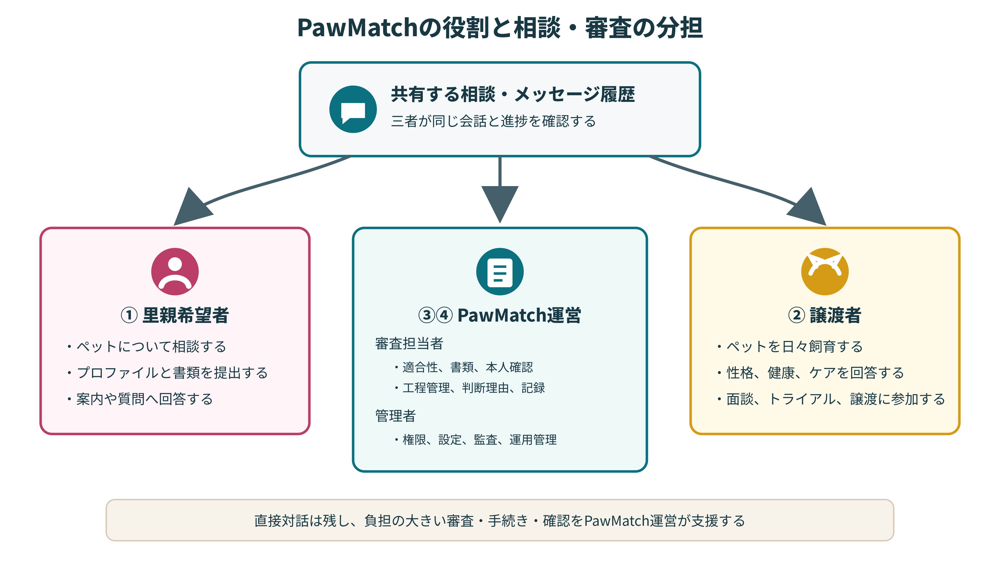 PawMatchの役割と相談・審査の分担
共有する相談・メッセージ履歴
三者が同じ会話と進捗を確認する
① 里親希望者
・ペットについて相談する
・プロファイルと書類を提出する
・案内や質問へ回答する
③④ PawMatch運営
審査担当者
・適合性、書類、本人確認
・工程管理、判断理由、記録
管理者
・権限、設定、監査、運用管理
② 譲渡者
・ペットを日々飼育する
・性格、健康、ケアを回答する
・面談、トライアル、譲渡に参加する
直接対話は残し、負担の大きい審査・手続き・確認をPawMatch運営が支援する